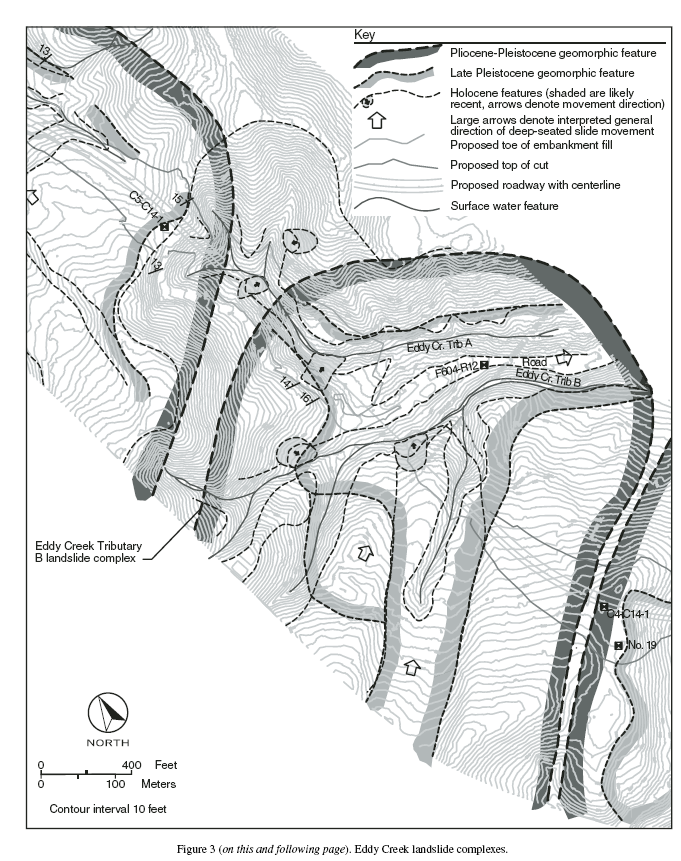 Key
Pliocene-Pleistocene geomorphic feature
Late Pleistocene geomorphic feature
Holocene features (shaded are likely
recent, arrows denote movement direction)
Large arrows denote interpreted general
direction of deep-seated slide movement
Proposed toe of embankment fill
Proposed top of cut
Proposed roadway with centerline
Surface water feature
13
15
C5-C14-1
13
Eddy Cr. Trib A
F604-R12
Road
Eddy Cr. Trib B
14
16
Eddy Creek Tributary
B landslide complex
C4-C14-1
No. 19
NORTH
0 400 Feet
0 100 Meters
Contour interval 10 feet
Figure 3 (on this and following page). Eddy Creek landslide complexes.